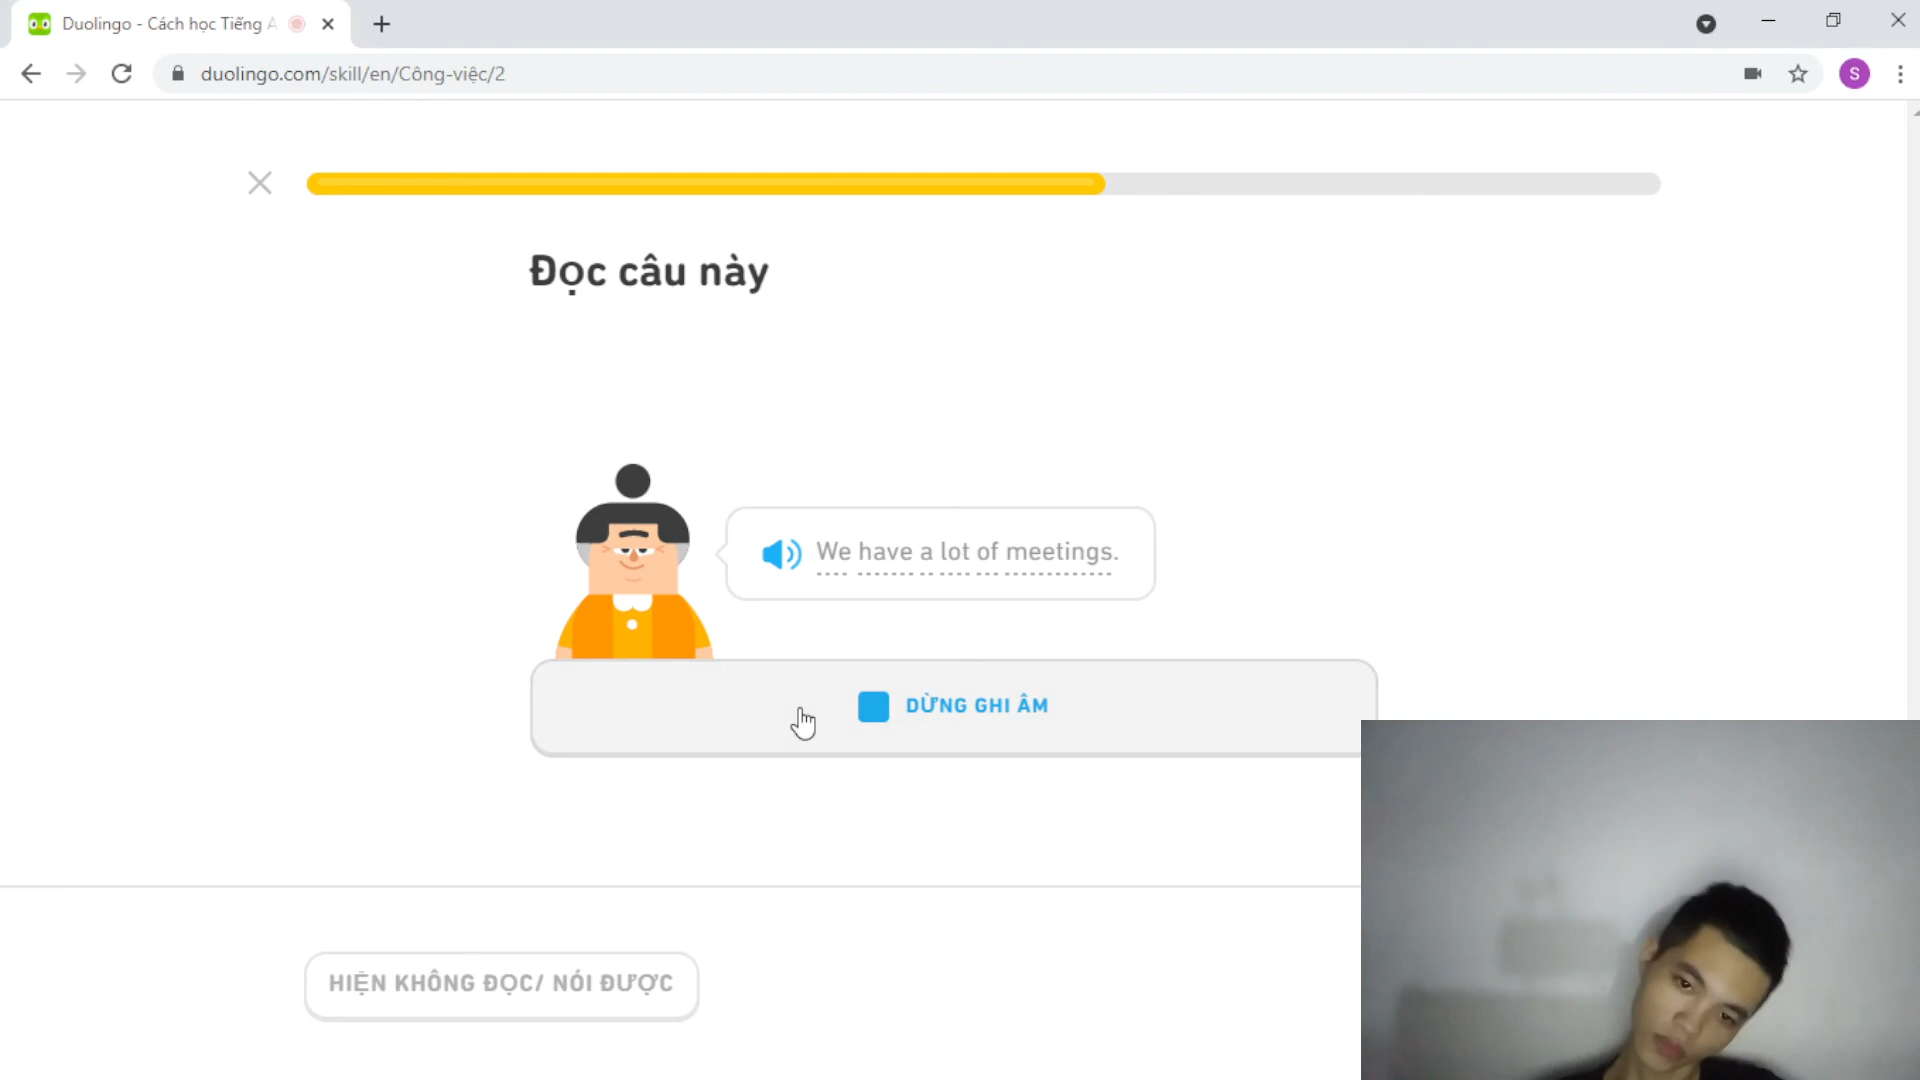 Duolingo - Cách học Tiếng A
duolingo.com/skill/en/Công-việc/2
S
Đọc câu này
We have a lot of meetings.
DỪNG GHI ÂM
HIỆN KHÔNG ĐỌC/ NÓI ĐƯỢC